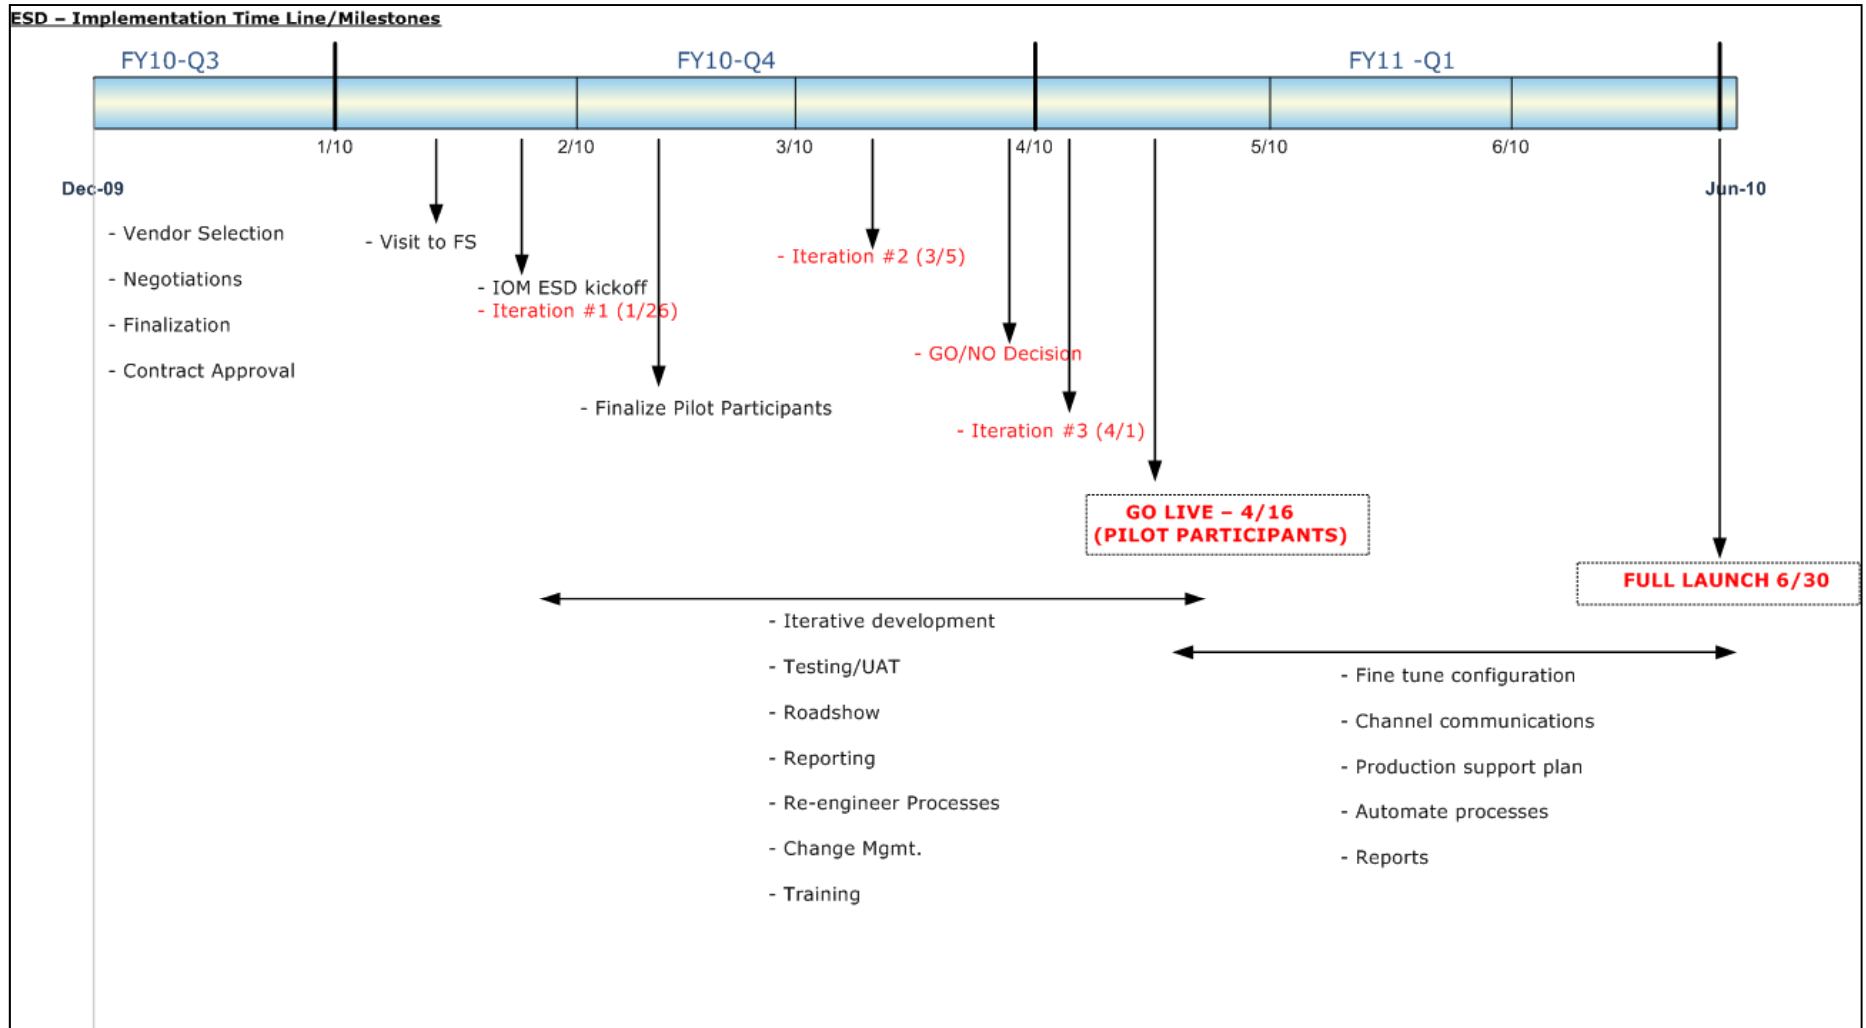 ESD – Implementation Time Line/Milestones
FY10-Q3
FY10-Q4
FY11 -Q1
1/10
2/10
3/10
4/10
5/10
6/10
Dec-09
Jun-10
- Vendor Selection
- Negotiations
- Finalization
- Contract Approval
- Visit to FS
- IOM ESD kickoff
- Iteration #1 (1/26)
- Finalize Pilot Participants
- Iteration #2 (3/5)
- GO/NO Decision
- Iteration #3 (4/1)
GO LIVE – 4/16
(PILOT PARTICIPANTS)
FULL LAUNCH 6/30
- Iterative development
- Testing/UAT
- Roadshow
- Reporting
- Re-engineer Processes
- Change Mgmt.
- Training
- Fine tune configuration
- Channel communications
- Production support plan
- Automate processes
- Reports